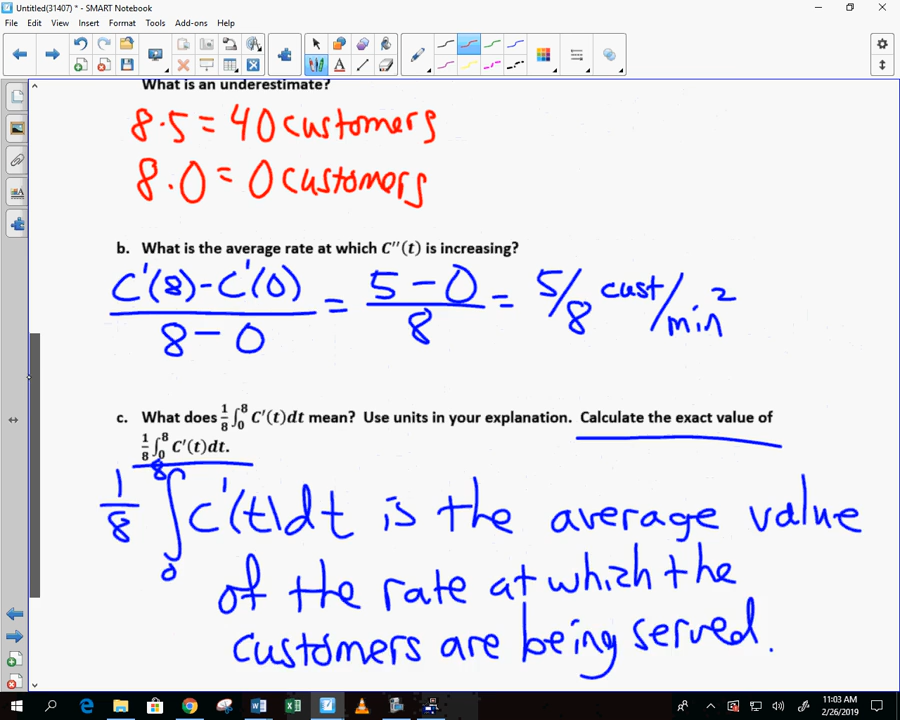 Untitled(31407) * - SMART Notebook
File Edit View Insert Format Tools Add-ons Help
What is an underestimate?
8·5 = 40 customers
8·0 = 0 customers
b. What is the average rate at which C''(t) is increasing?
C'(8)-C'(0) / 8-0 = 5-0 / 8 = 5/8 cust/min²
c. What does 1/8 ∫₀⁸ C'(t)dt mean? Use units in your explanation. Calculate the exact value of
1/8 ∫₀⁸ C'(t)dt.
1/8 ∫₀⁸ C'(t)dt is the average value
of the rate at which the
customers are being served.
11:03 AM
2/26/2019